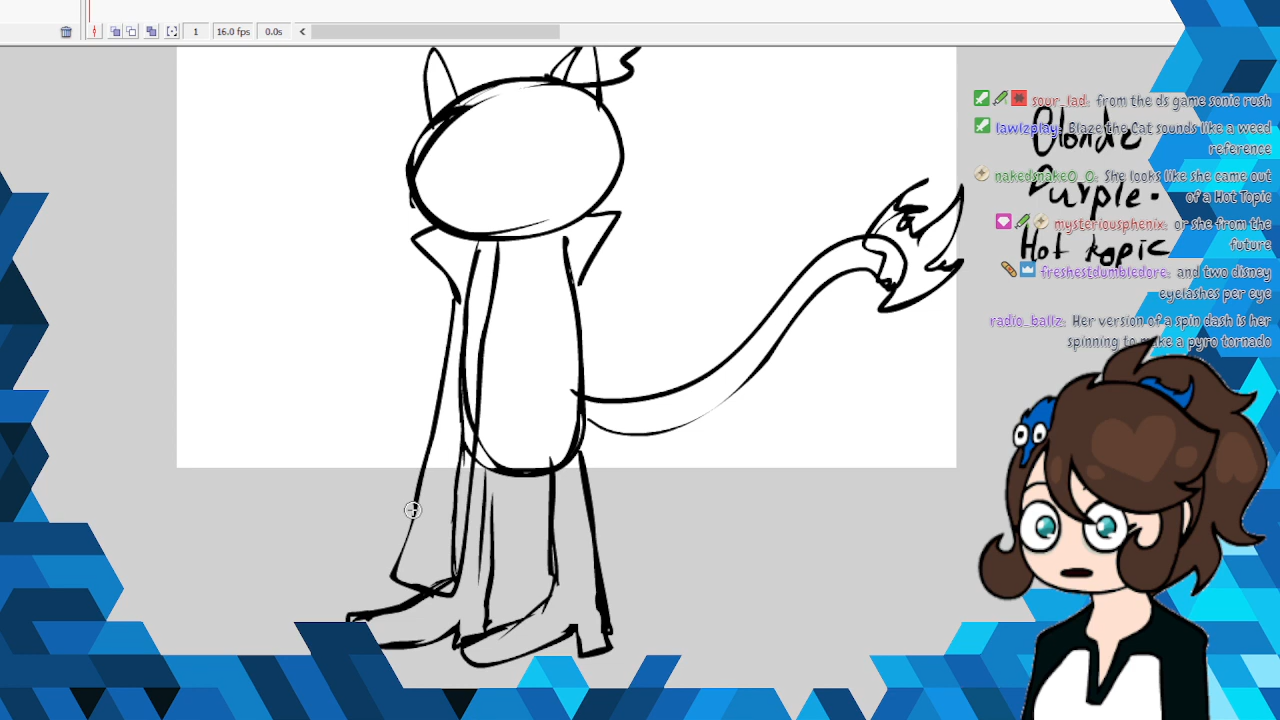 1 16.0 fps 0.0s
sour_lad: from the ds game sonic rush
Blonde
lawlzplay: Blaze the Cat sounds like a weed
reference
nakedsnake0_0: She looks like she came out
Purple.
of a Hot Topic
mysteriousphenix: or she from the
future
Hot topic
freshestdumbledore: and two disney
eyelashes per eye
radio_ballz: Her version of a spin dash is her
spinning to make a pyro tornado